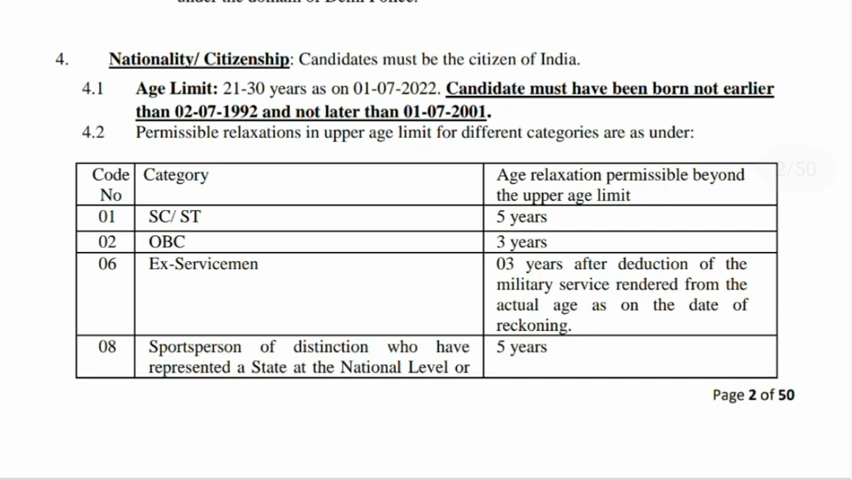 4. Nationality/ Citizenship: Candidates must be the citizen of India.
4.1 Age Limit: 21-30 years as on 01-07-2022. Candidate must have been born not earlier
than 02-07-1992 and not later than 01-07-2001.
4.2 Permissible relaxations in upper age limit for different categories are as under:
Code No Category Age relaxation permissible beyond
the upper age limit
01 SC/ ST 5 years
02 OBC 3 years
06 Ex-Servicemen 03 years after deduction of the
military service rendered from the
actual age as on the date of
reckoning.
08 Sportsperson of distinction who have 5 years
represented a State at the National Level or
Page 2 of 50
2/50